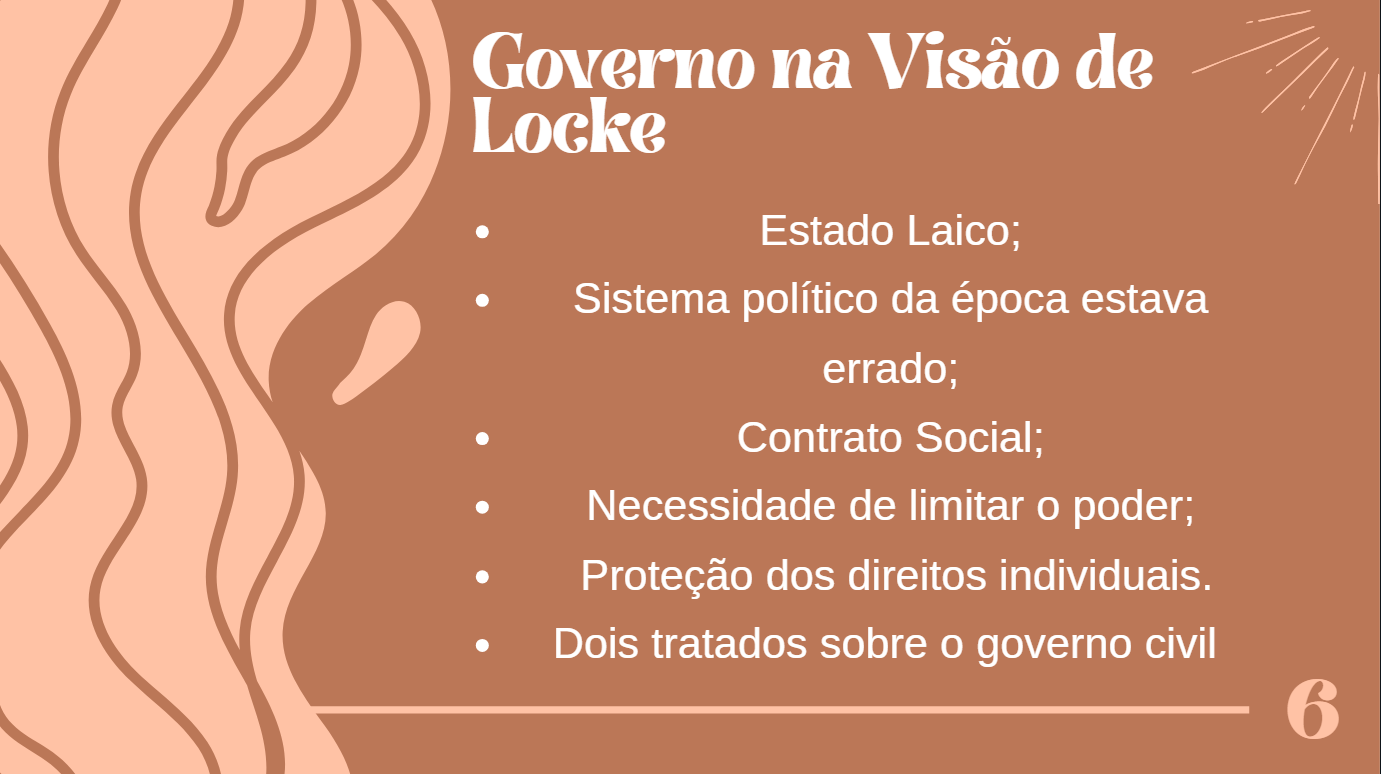 Governo na Visão de
Locke
• Estado Laico;
• Sistema político da época estava
errado;
• Contrato Social;
• Necessidade de limitar o poder;
• Proteção dos direitos individuais.
• Dois tratados sobre o governo civil
6